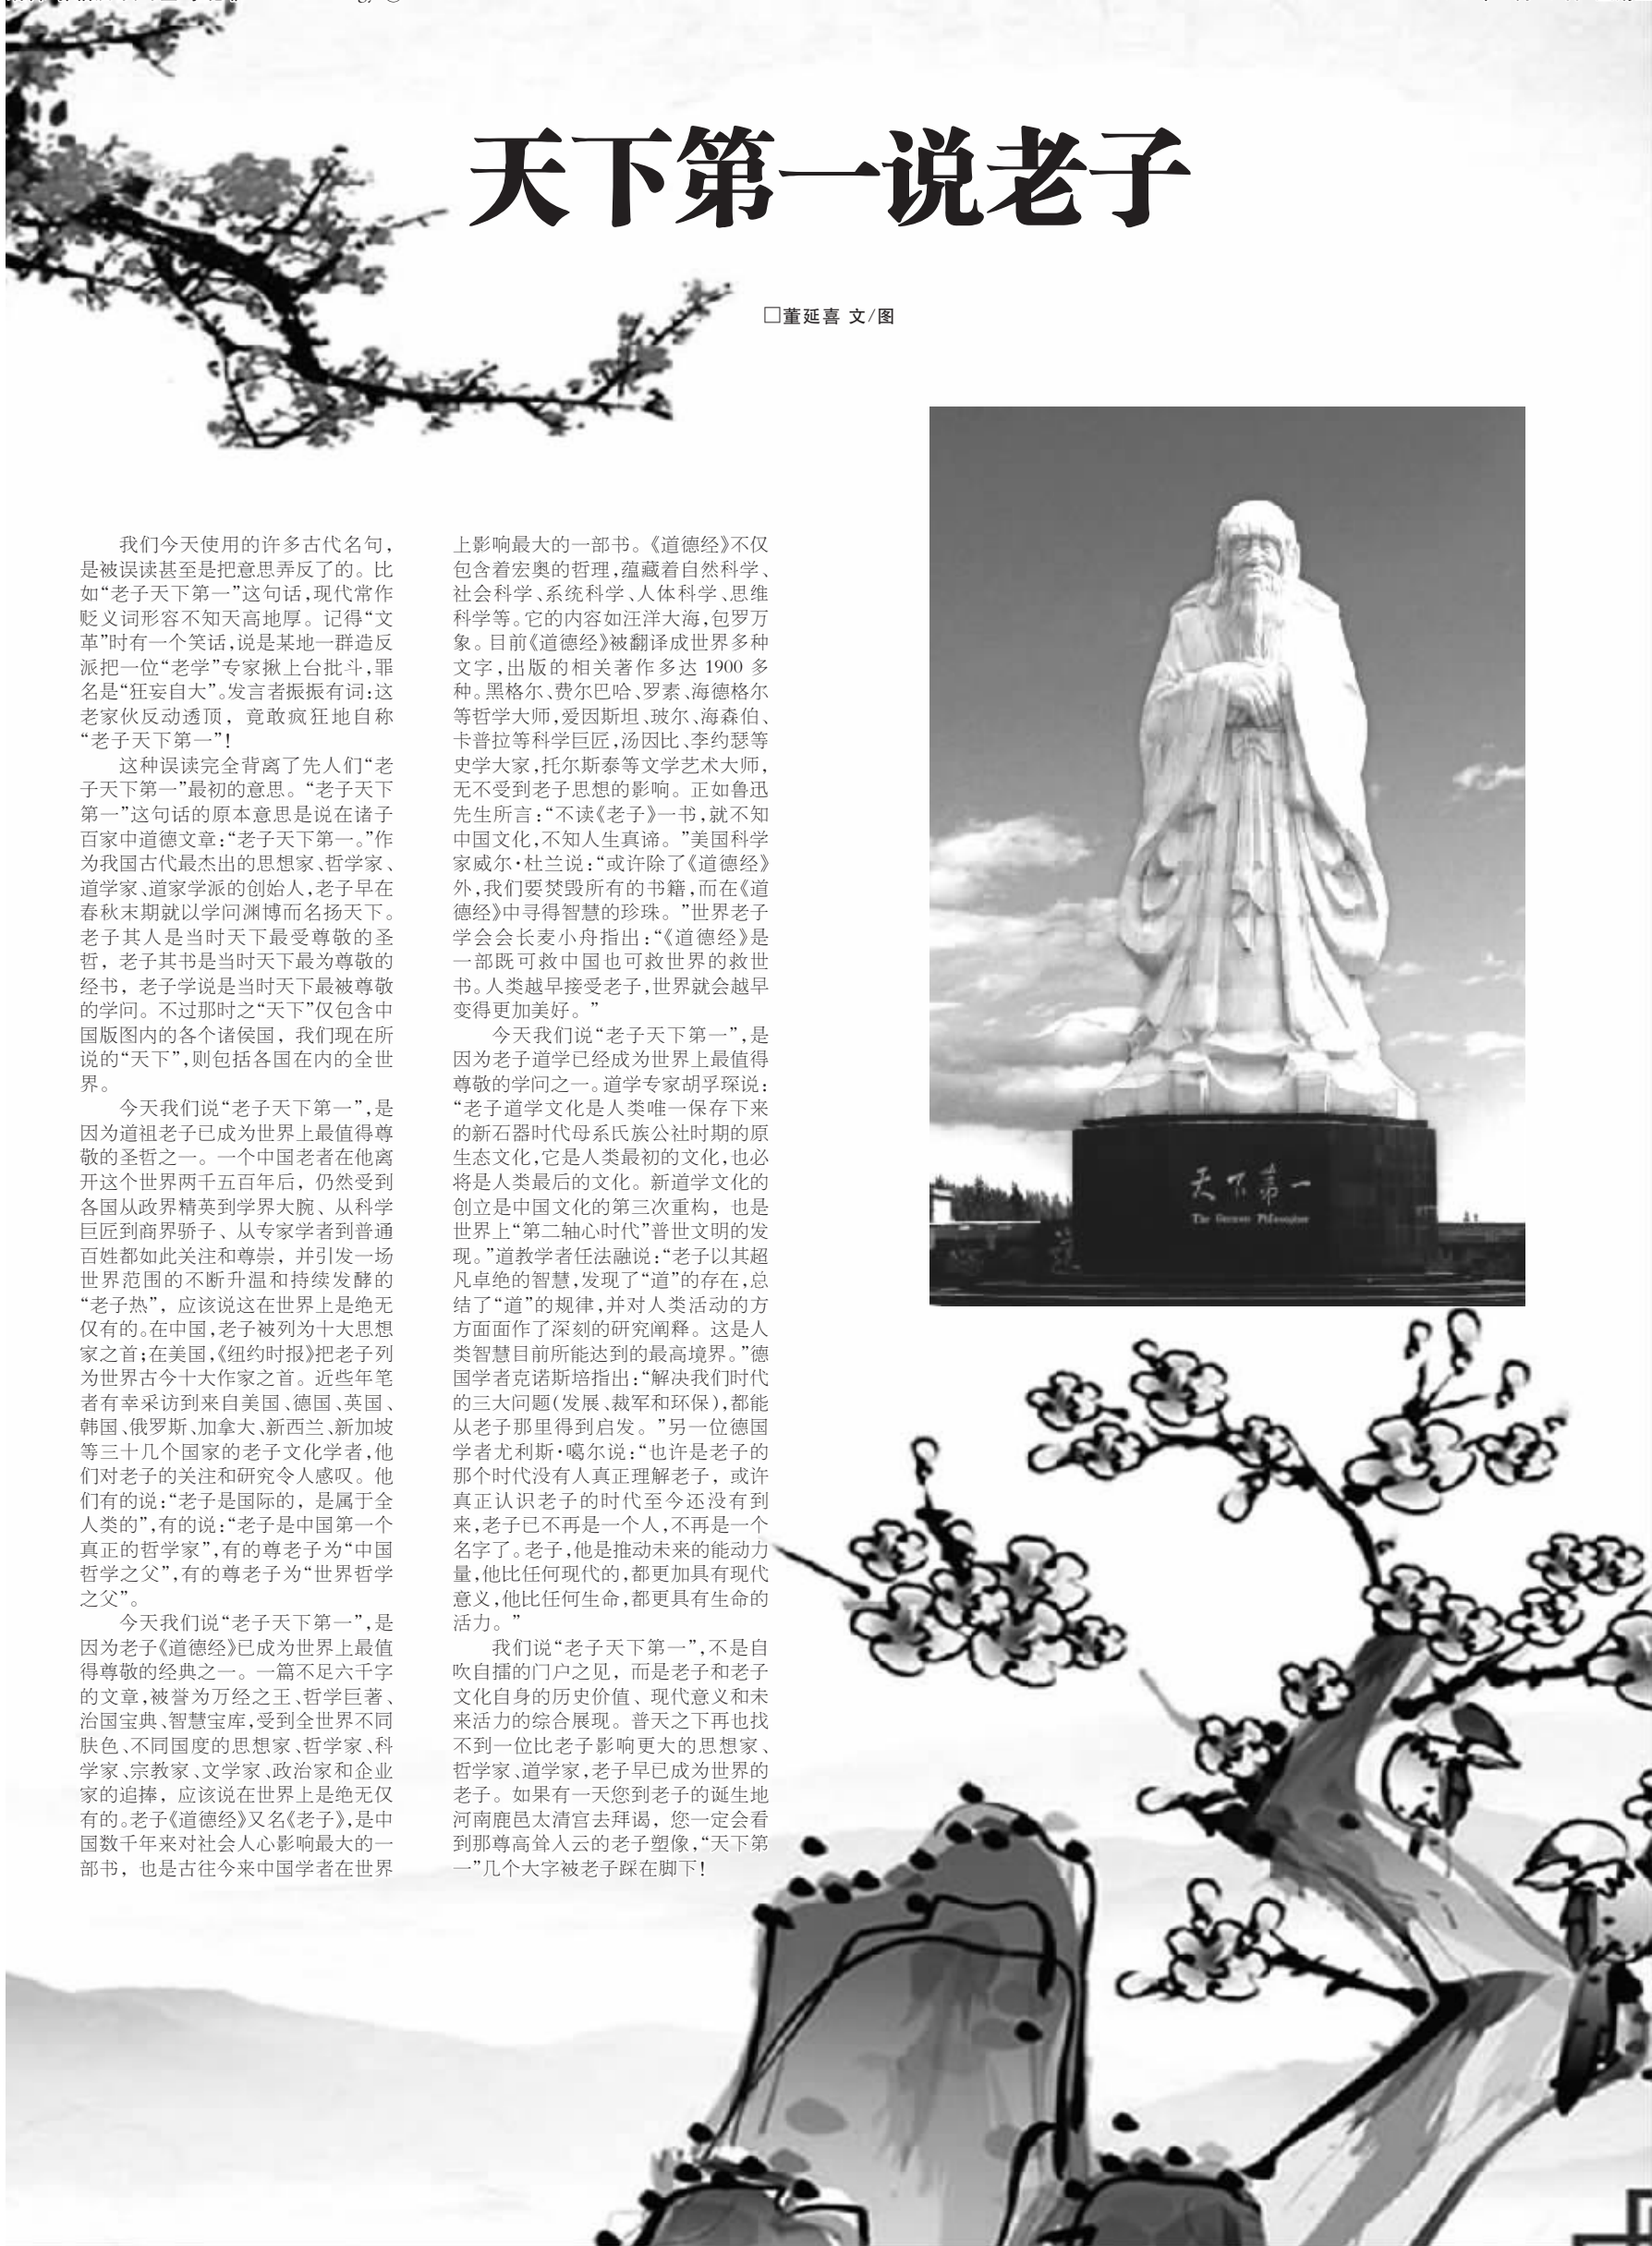 天下第一说老子
□董延喜 文/图
我们今天使用的许多古代名句，
是被误读甚至是把意思弄反了的。比
如“老子天下第一”这句话，现代常作
贬义词形容不知天高地厚。记得“文
革”时有一个笑话，说是某地一群造反
派把一位“老学”专家揪上台批斗，罪
名是“狂妄自大”。发言者振振有词：这
老家伙反动透顶，竟敢疯狂地自称
“老子天下第一”！
这种误读完全背离了先人们“老
子天下第一”最初的意思。“老子天下
第一”这句话的原本意思是说在诸子
百家中道德文章：“老子天下第一。”作
为我国古代最杰出的思想家、哲学家、
道学家、道家学派的创始人，老子早在
春秋末期就以学问渊博而名扬天下。
老子其人是当时天下最受尊敬的圣
哲，老子其书是当时天下最为尊敬的
经书，老子学说是当时天下最被尊敬
的学问。不过那时之“天下”仅包含中
国版图内的各个诸侯国，我们现在所
说的“天下”，则包括各国在内的全世
界。
今天我们说“老子天下第一”，是
因为道祖老子已成为世界上最值得尊
敬的圣哲之一。一个中国老者在他离
开这个世界两千五百年后，仍然受到
各国从政界精英到学界大腕、从科学
巨匠到商界骄子、从专家学者到普通
百姓都如此关注和尊崇，并引发一场
世界范围的不断升温和持续发酵的
“老子热”，应该说这在世界上是绝无
仅有的。在中国，老子被列为十大思想
家之首；在美国，《纽约时报》把老子列
为世界古今十大作家之首。近些年笔
者有幸采访到来自美国、德国、英国、
韩国、俄罗斯、加拿大、新西兰、新加坡
等三十几个国家的老子文化学者，他
们对老子的关注和研究令人感叹。他
们有的说：“老子是国际的，是属于全
人类的”，有的说：“老子是中国第一个
真正的哲学家”，有的尊老子为“中国
哲学之父”，有的尊老子为“世界哲学
之父”。
今天我们说“老子天下第一”，是
因为老子《道德经》已成为世界上最值
得尊敬的经典之一。一篇不足六千字
的文章，被誉为万经之王、哲学巨著、
治国宝典、智慧宝库，受到全世界不同
肤色、不同国度的思想家、哲学家、科
学家、宗教家、文学家、政治家和企业
家的追捧，应该说在世界上是绝无仅
有的。老子《道德经》又名《老子》，是中
国数千年来对社会人心影响最大的一
部书，也是古往今来中国学者在世界
上影响最大的一部书。《道德经》不仅
包含着宏奥的哲理，蕴藏着自然科学、
社会科学、系统科学、人体科学、思维
科学等。它的内容如汪洋大海，包罗万
象。目前《道德经》被翻译成世界多种
文字，出版的相关著作多达 1900 多
种。黑格尔、费尔巴哈、罗素、海德格尔
等哲学大师，爱因斯坦、玻尔、海森伯、
卡普拉等科学巨匠，汤因比、李约瑟等
史学大家，托尔斯泰等文学艺术大师，
无不受到老子思想的影响。正如鲁迅
先生所言：“不读《老子》一书，就不知
中国文化，不知人生真谛。”美国科学
家威尔·杜兰说：“或许除了《道德经》
外，我们要焚毁所有的书籍，而在《道
德经》中寻得智慧的珍珠。”世界老子
学会会长麦小舟指出：“《道德经》是
一部既可救中国也可救世界的救世
书。人类越早接受老子，世界就会越早
变得更加美好。”
今天我们说“老子天下第一”，是
因为老子道学已经成为世界上最值得
尊敬的学问之一。道学专家胡孚琛说：
“老子道学文化是人类唯一保存下来
的新石器时代母系氏族公社时期的原
生态文化，它是人类最初的文化，也必
将是人类最后的文化。新道学文化的
创立是中国文化的第三次重构，也是
世界上“第二轴心时代”普世文明的发
现。”道教学者任法融说：“老子以其超
凡卓绝的智慧，发现了“道”的存在，总
结了“道”的规律，并对人类活动的方
方面面作了深刻的研究阐释。这是人
类智慧目前所能达到的最高境界。”德
国学者克诺斯培指出：“解决我们时代
的三大问题(发展、裁军和环保)，都能
从老子那里得到启发。”另一位德国
学者尤利斯·噶尔说：“也许是老子的
那个时代没有人真正理解老子，或许
真正认识老子的时代至今还没有到
来，老子已不再是一个人，不再是一个
名字了。老子，他是推动未来的能动力
量，他比任何现代的，都更加具有现代
意义，他比任何生命，都更具有生命的
活力。”
我们说“老子天下第一”，不是自
吹自擂的门户之见，而是老子和老子
文化自身的历史价值、现代意义和未
来活力的综合展现。普天之下再也找
不到一位比老子影响更大的思想家、
哲学家、道学家，老子早已成为世界的
老子。如果有一天您到老子的诞生地
河南鹿邑太清宫去拜谒，您一定会看
到那尊高耸入云的老子塑像，“天下第
一”几个大字被老子踩在脚下！
天下第一